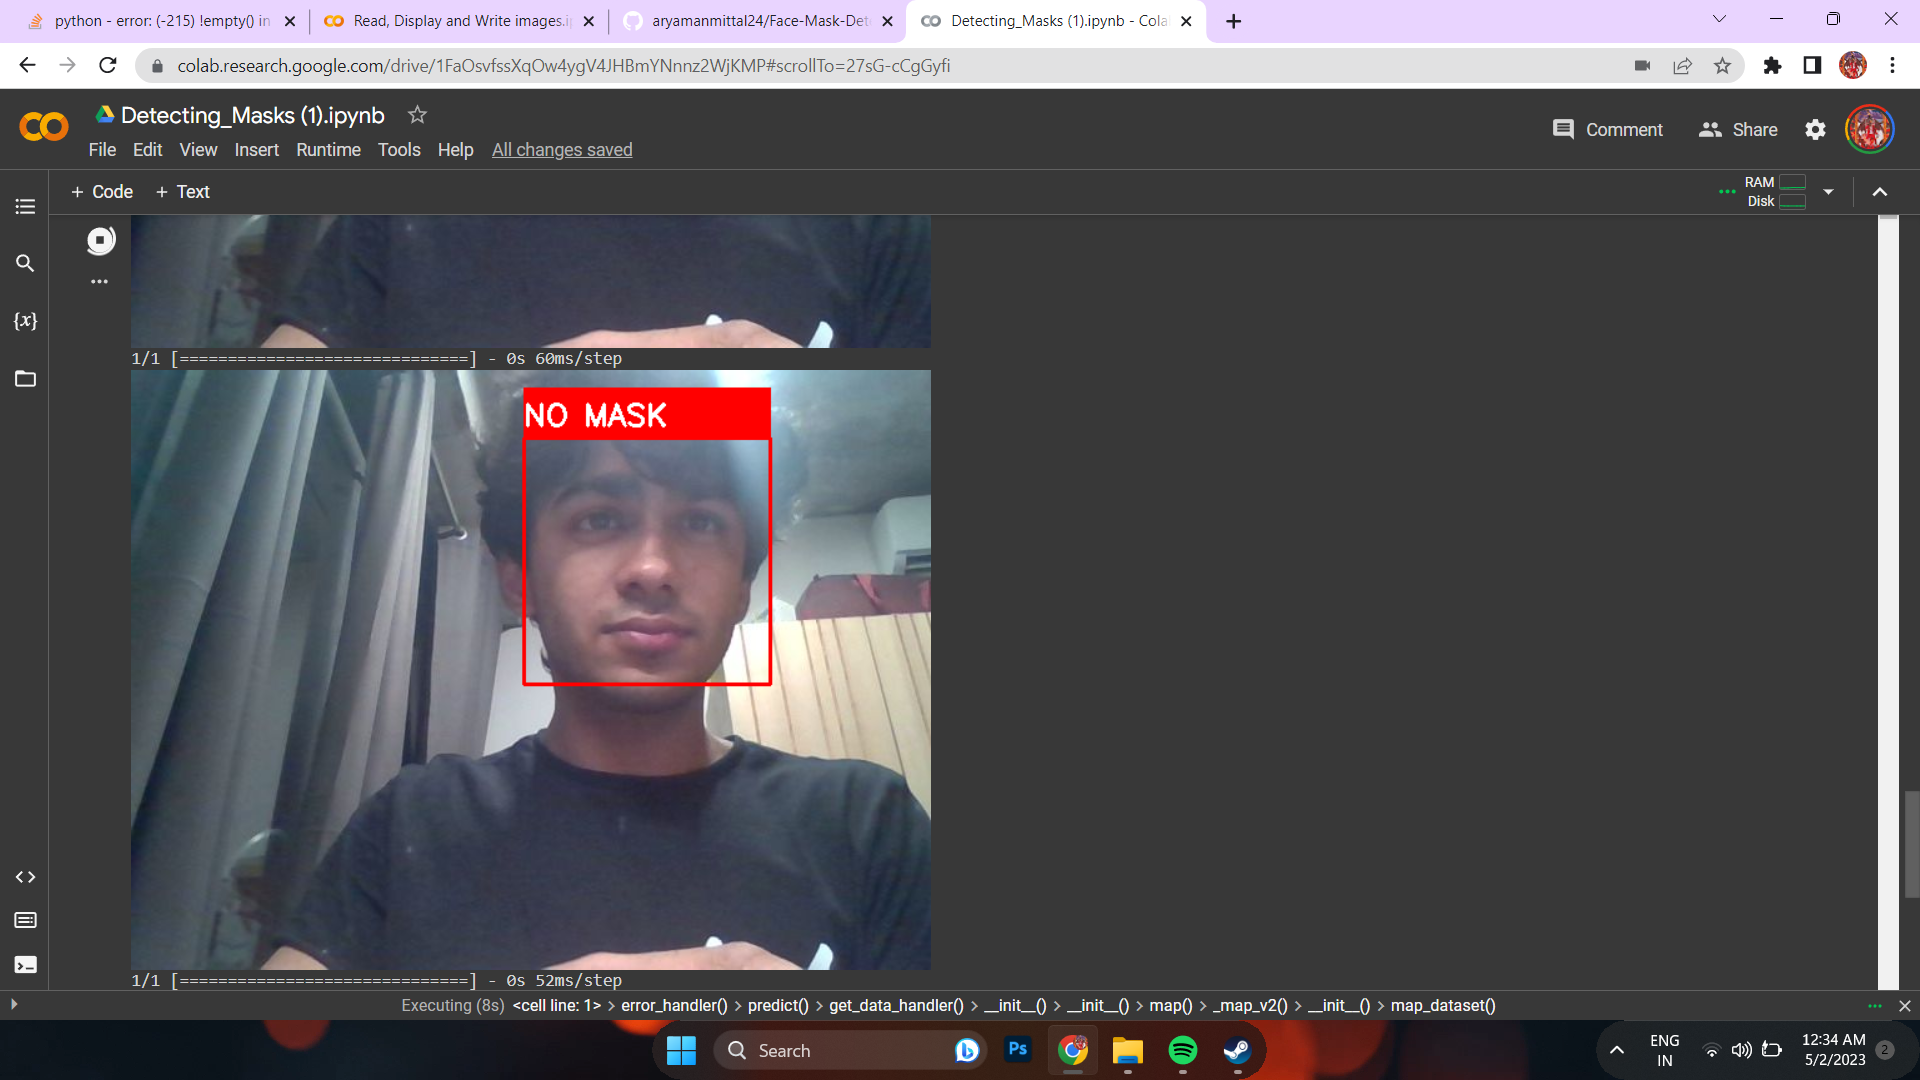 python - error: (-215) !empty() in
Read, Display and Write images.i
aryamanmittal24/Face-Mask-Det
Detecting_Masks (1).ipynb - Cola
colab.research.google.com/drive/1FaOsvfssXqOw4ygV4JHBmYNnnz2WjKMP#scrollTo=27sG-cCgGyfi
Detecting_Masks (1).ipynb
Comment
Share
File Edit View Insert Runtime Tools Help All changes saved
+ Code + Text
RAM
Disk
{x}
1/1 [==============================] - 0s 60ms/step
NO MASK
1/1 [==============================] - 0s 52ms/step
Executing (8s) <cell line: 1> > error_handler() > predict() > get_data_handler() > __init__() > __init__() > map() > _map_v2() > __init__() > map_dataset()
Search
Ps
ENG
IN
12:34 AM
5/2/2023
2